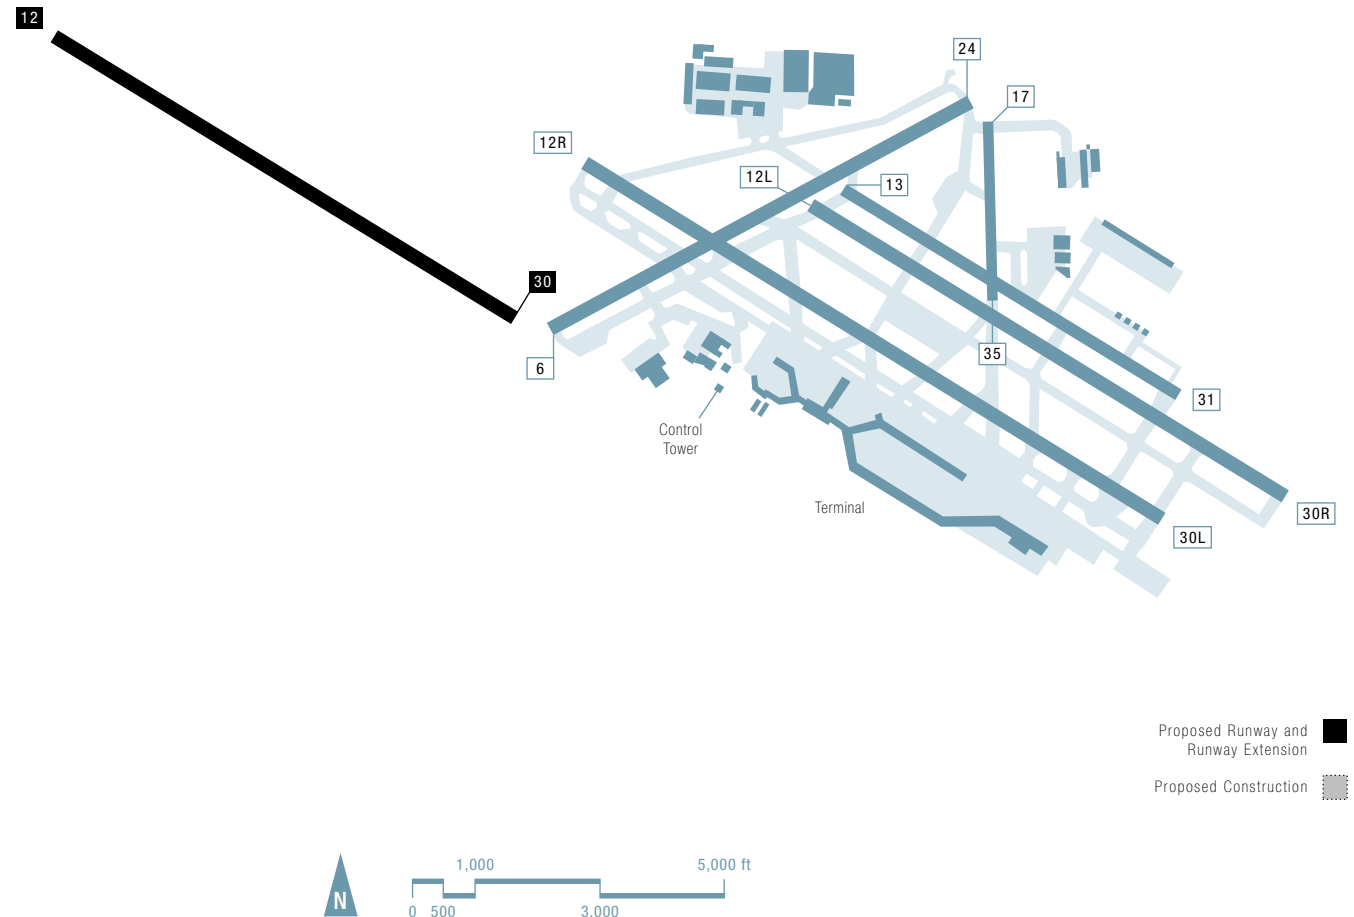 12
24
17
12R
12L
13
30
6
35
31
Control
Tower
Terminal
30R
30L
Proposed Runway and
Runway Extension
Proposed Construction
1,000
5,000 ft
N
0
500
3.000